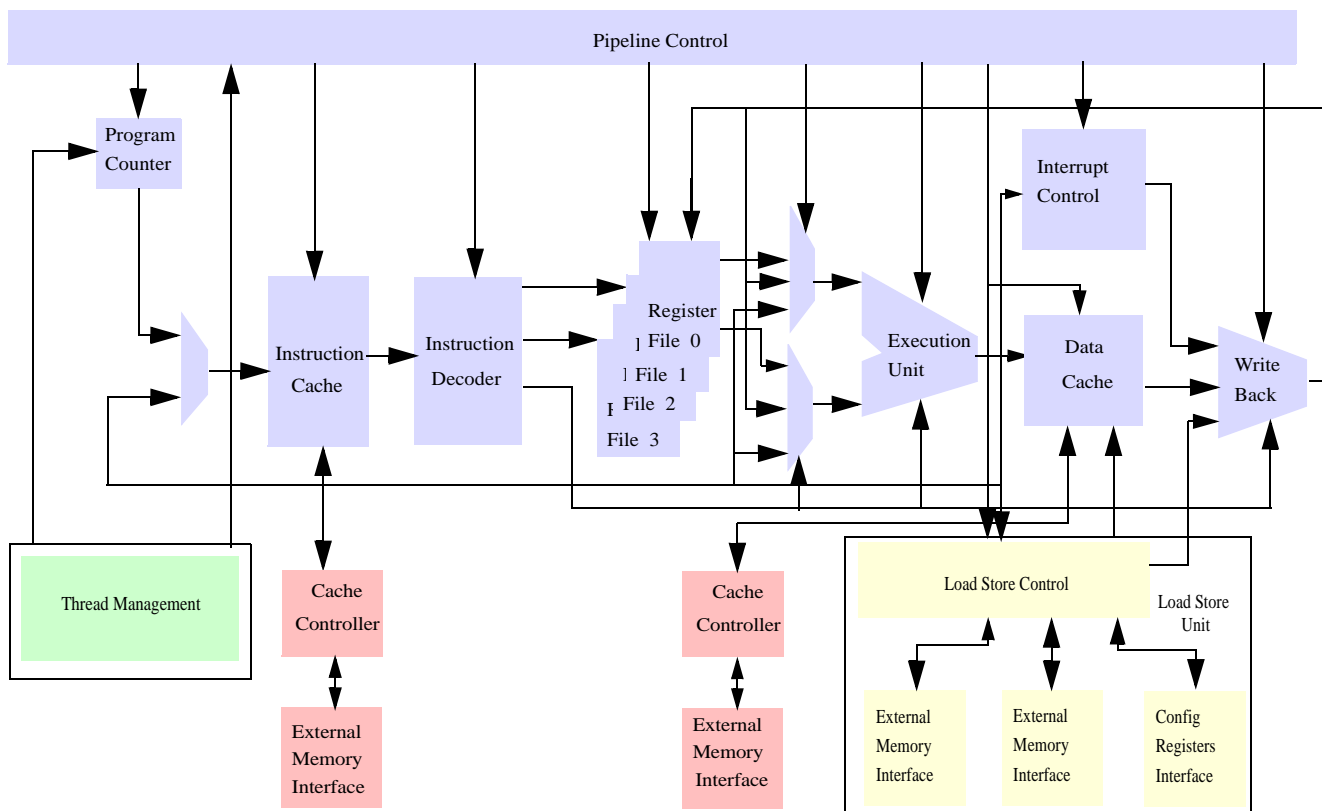 Pipeline Control
Program
Counter
Interrupt
Control
Instruction
Cache
Instruction
Decoder
Register
File 0
File 1
File 2
File 3
Execution
Unit
Data
Cache
Write
Back
Thread Management
Cache
Controller
External
Memory
Interface
Cache
Controller
External
Memory
Interface
Load Store Control
Load Store
Unit
External
Memory
Interface
External
Memory
Interface
Config
Registers
Interface